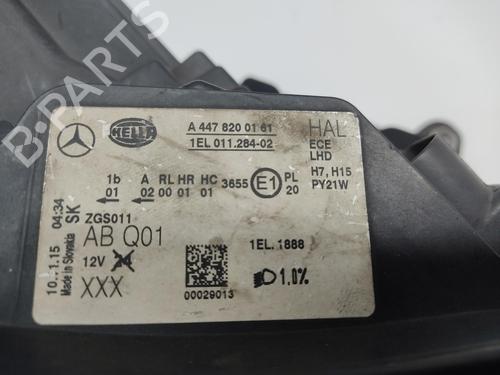 B-PARTS
HELLA
A 447 820 01 61
1EL 011.284-02
HAL
ECE
LHD
H7, H15
PY21W
1b A RL HR HC 3655 E1 PL
01 02 00 01 01 20
ZGS011
AB Q01
12V
XXX
10..1.15 04:34
Made in Slovakia SK
00029013
1EL. 1888
1.0%